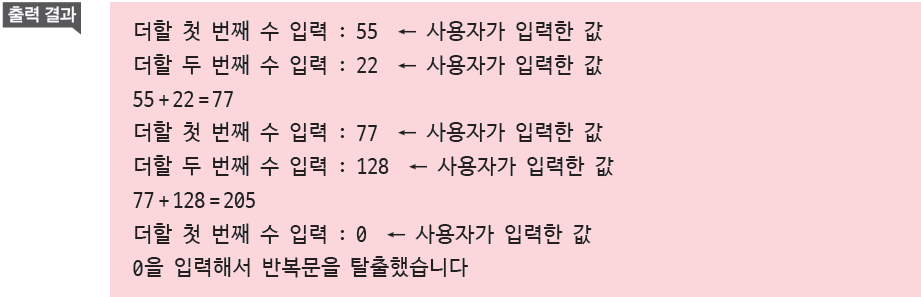 출력 결과
더할 첫 번째 수 입력 : 55 ← 사용자가 입력한 값
더할 두 번째 수 입력 : 22 ← 사용자가 입력한 값
55+22=77
더할 첫 번째 수 입력 : 77 ← 사용자가 입력한 값
더할 두 번째 수 입력 : 128 ← 사용자가 입력한 값
77+128=205
더할 첫 번째 수 입력 : 0 ← 사용자가 입력한 값
0을 입력해서 반복문을 탈출했습니다